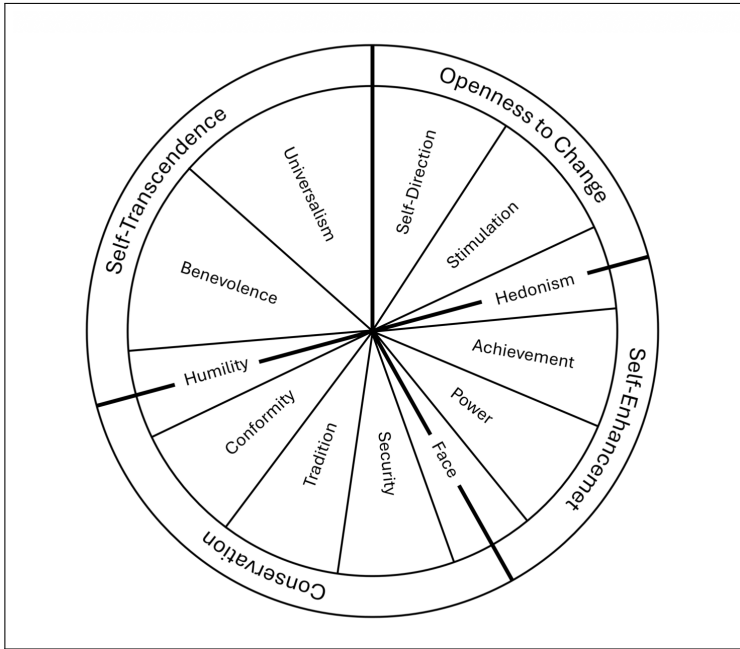 Openness to Change
Self-Enhancemet
Conservation
Self-Transcendence
Self-Direction
Stimulation
Hedonism
Achievement
Power
Face
Security
Tradition
Conformity
Humility
Benevolence
Universalism